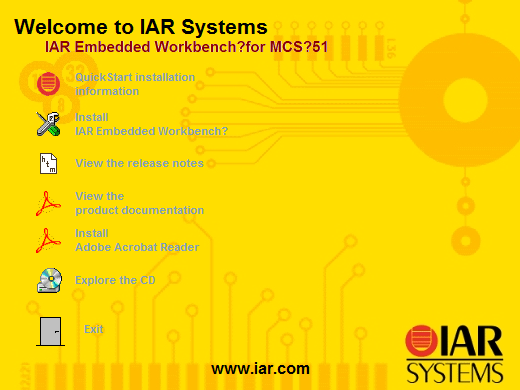 Welcome to IAR Systems
IAR Embedded Workbench?for MCS?51
QuickStart installation
information
Install
IAR Embedded Workbench?
h t m
View the release notes
View the
product documentation
Install
Adobe Acrobat Reader
Explore the CD
Exit
www.iar.com
IAR
SYSTEMS